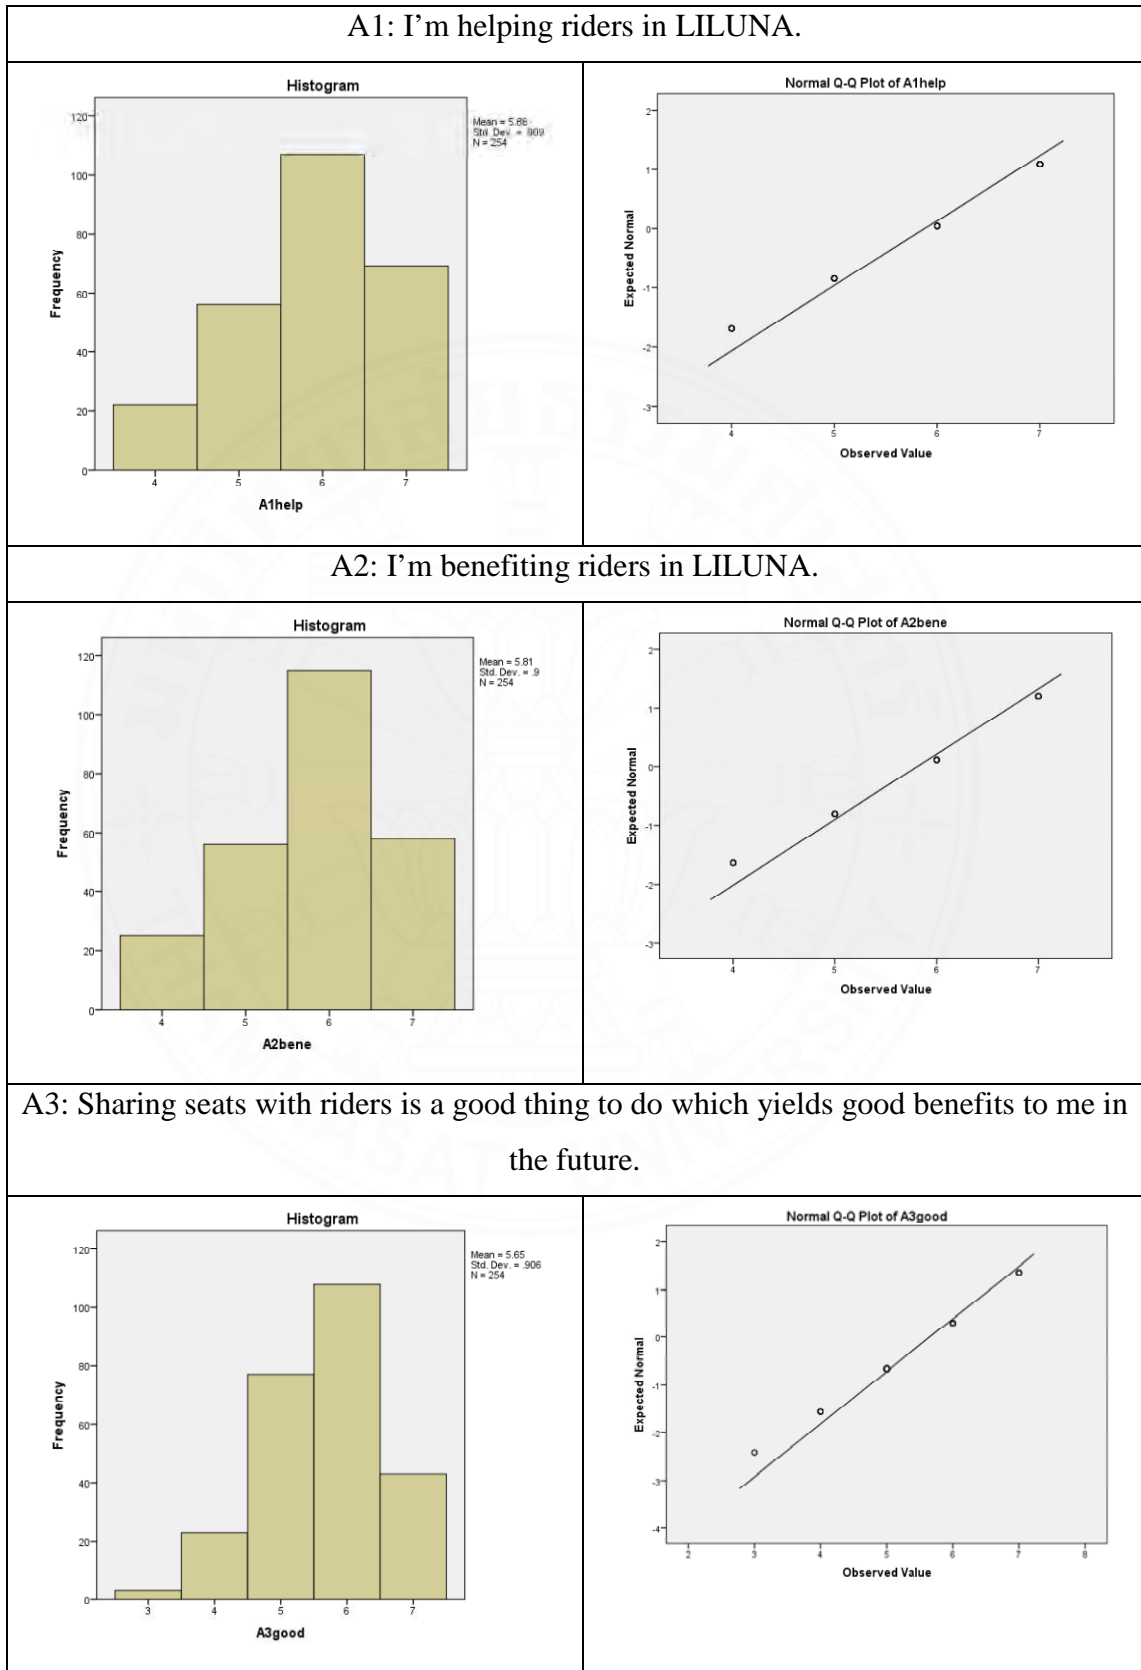 A1: I'm helping riders in LILUNA.
Histogram
Mean = 5.88
Std. Dev. = .909
N = 254
120
100
80
60
40
20
0
Frequency
4 5 6 7
A1help
Normal Q-Q Plot of A1help
2
1
0
-1
-2
-3
Expected Normal
4 5 6 7
Observed Value
A2: I'm benefiting riders in LILUNA.
Histogram
Mean = 5.81
Std. Dev. = .9
N = 254
120
100
80
60
40
20
0
Frequency
4 5 6 7
A2bene
Normal Q-Q Plot of A2bene
2
1
0
-1
-2
-3
Expected Normal
4 5 6 7
Observed Value
A3: Sharing seats with riders is a good thing to do which yields good benefits to me in
the future.
Histogram
Mean = 5.65
Std. Dev. = .906
N = 254
120
100
80
60
40
20
0
Frequency
3 4 5 6 7
A3good
Normal Q-Q Plot of A3good
2
1
0
-1
-2
-3
-4
Expected Normal
2 3 4 5 6 7 8
Observed Value
THAMMASAT UNIVERSITY